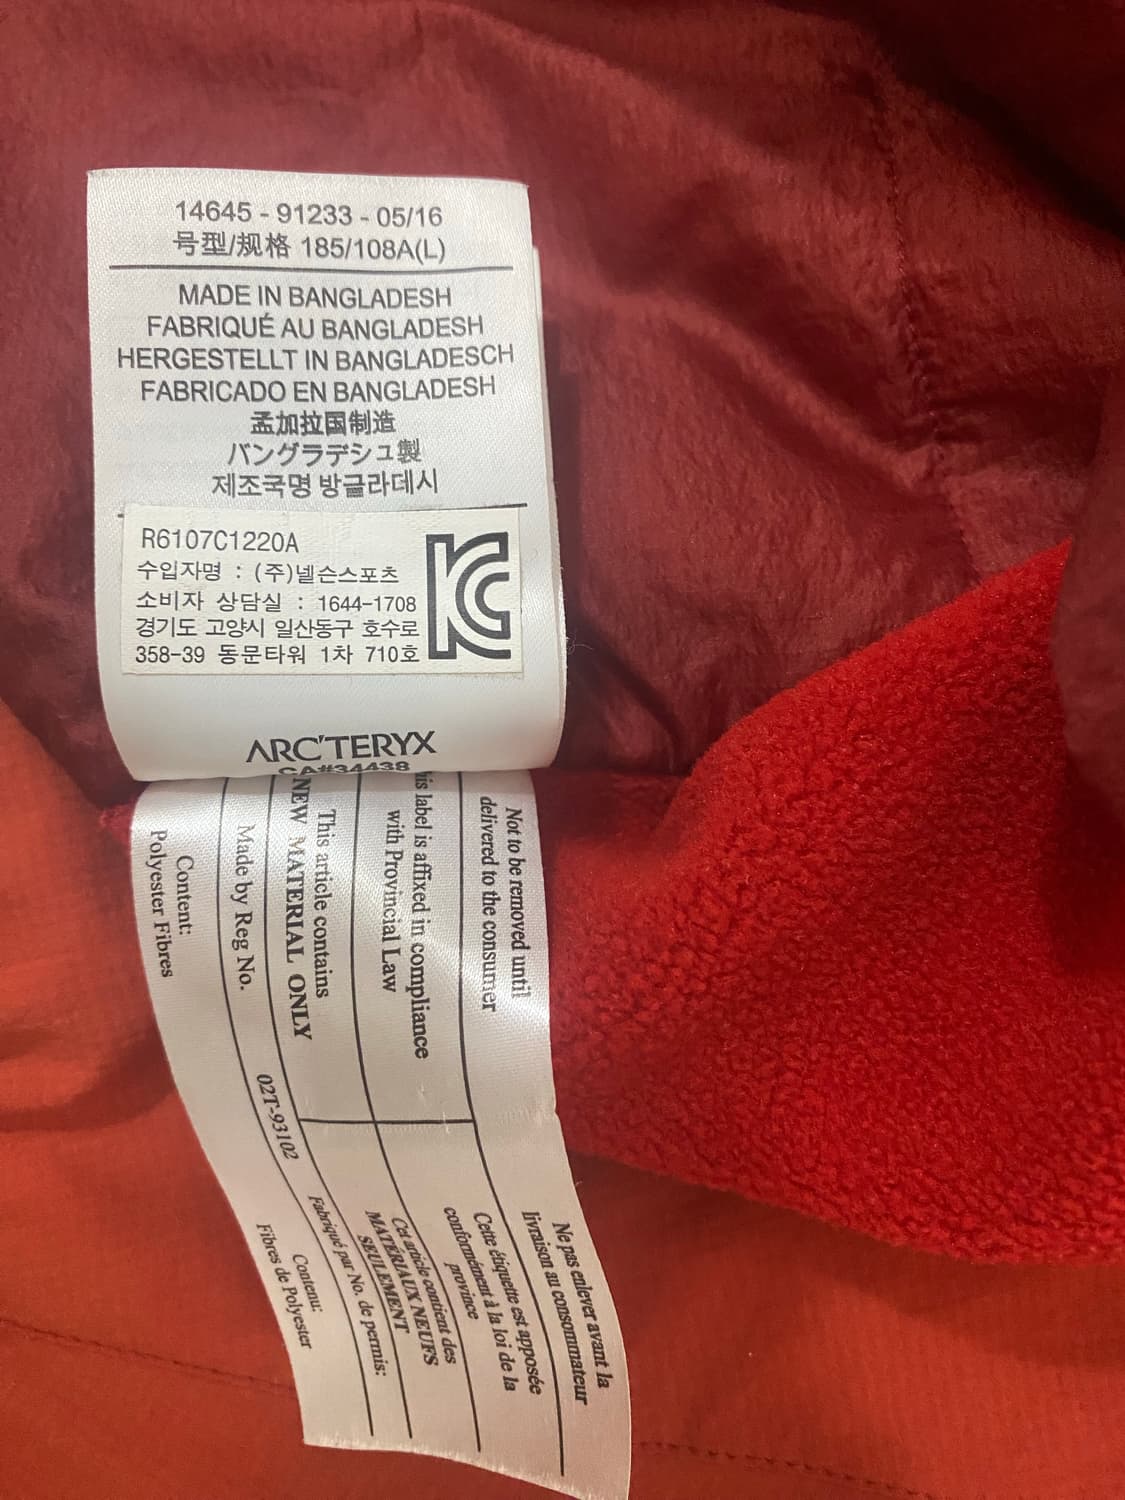 14645 - 91233 - 05/16
号型/规格 185/108A(L)
MADE IN BANGLADESH
FABRIQUÉ AU BANGLADESH
HERGESTELLT IN BANGLADESCH
FABRICADO EN BANGLADESH
孟加拉国制造
バングラデシュ製
제조국명 방글라데시
R6107C1220A
수입자명 : (주)넬슨스포츠
소비자 상담실 : 1644-1708
경기도 고양시 일산동구 호수로
358-39 동문타워 1차 710호
KC
ARC'TERYX
CA#34438
Not to be removed until
delivered to the consumer
his label is affixed in compliance
with Provincial Law
This article contains
NEW MATERIAL ONLY
Made by Reg No.
02T-93102
Content:
Polyester Fibres
Ne pas enlever avant la
livraison au consommateur
Cette étiquette est apposée
conformément à la loi de la
province
Cet article contient des
MATÉRIAUX NEUFS
SEULEMENT
Fabriqué par No. de permis:
Contenu:
Fibres de Polyester